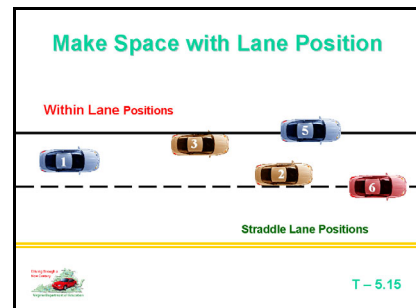 Make Space with Lane Position
Within Lane Positions
5
3
1
2
6
Straddle Lane Positions
T – 5.15